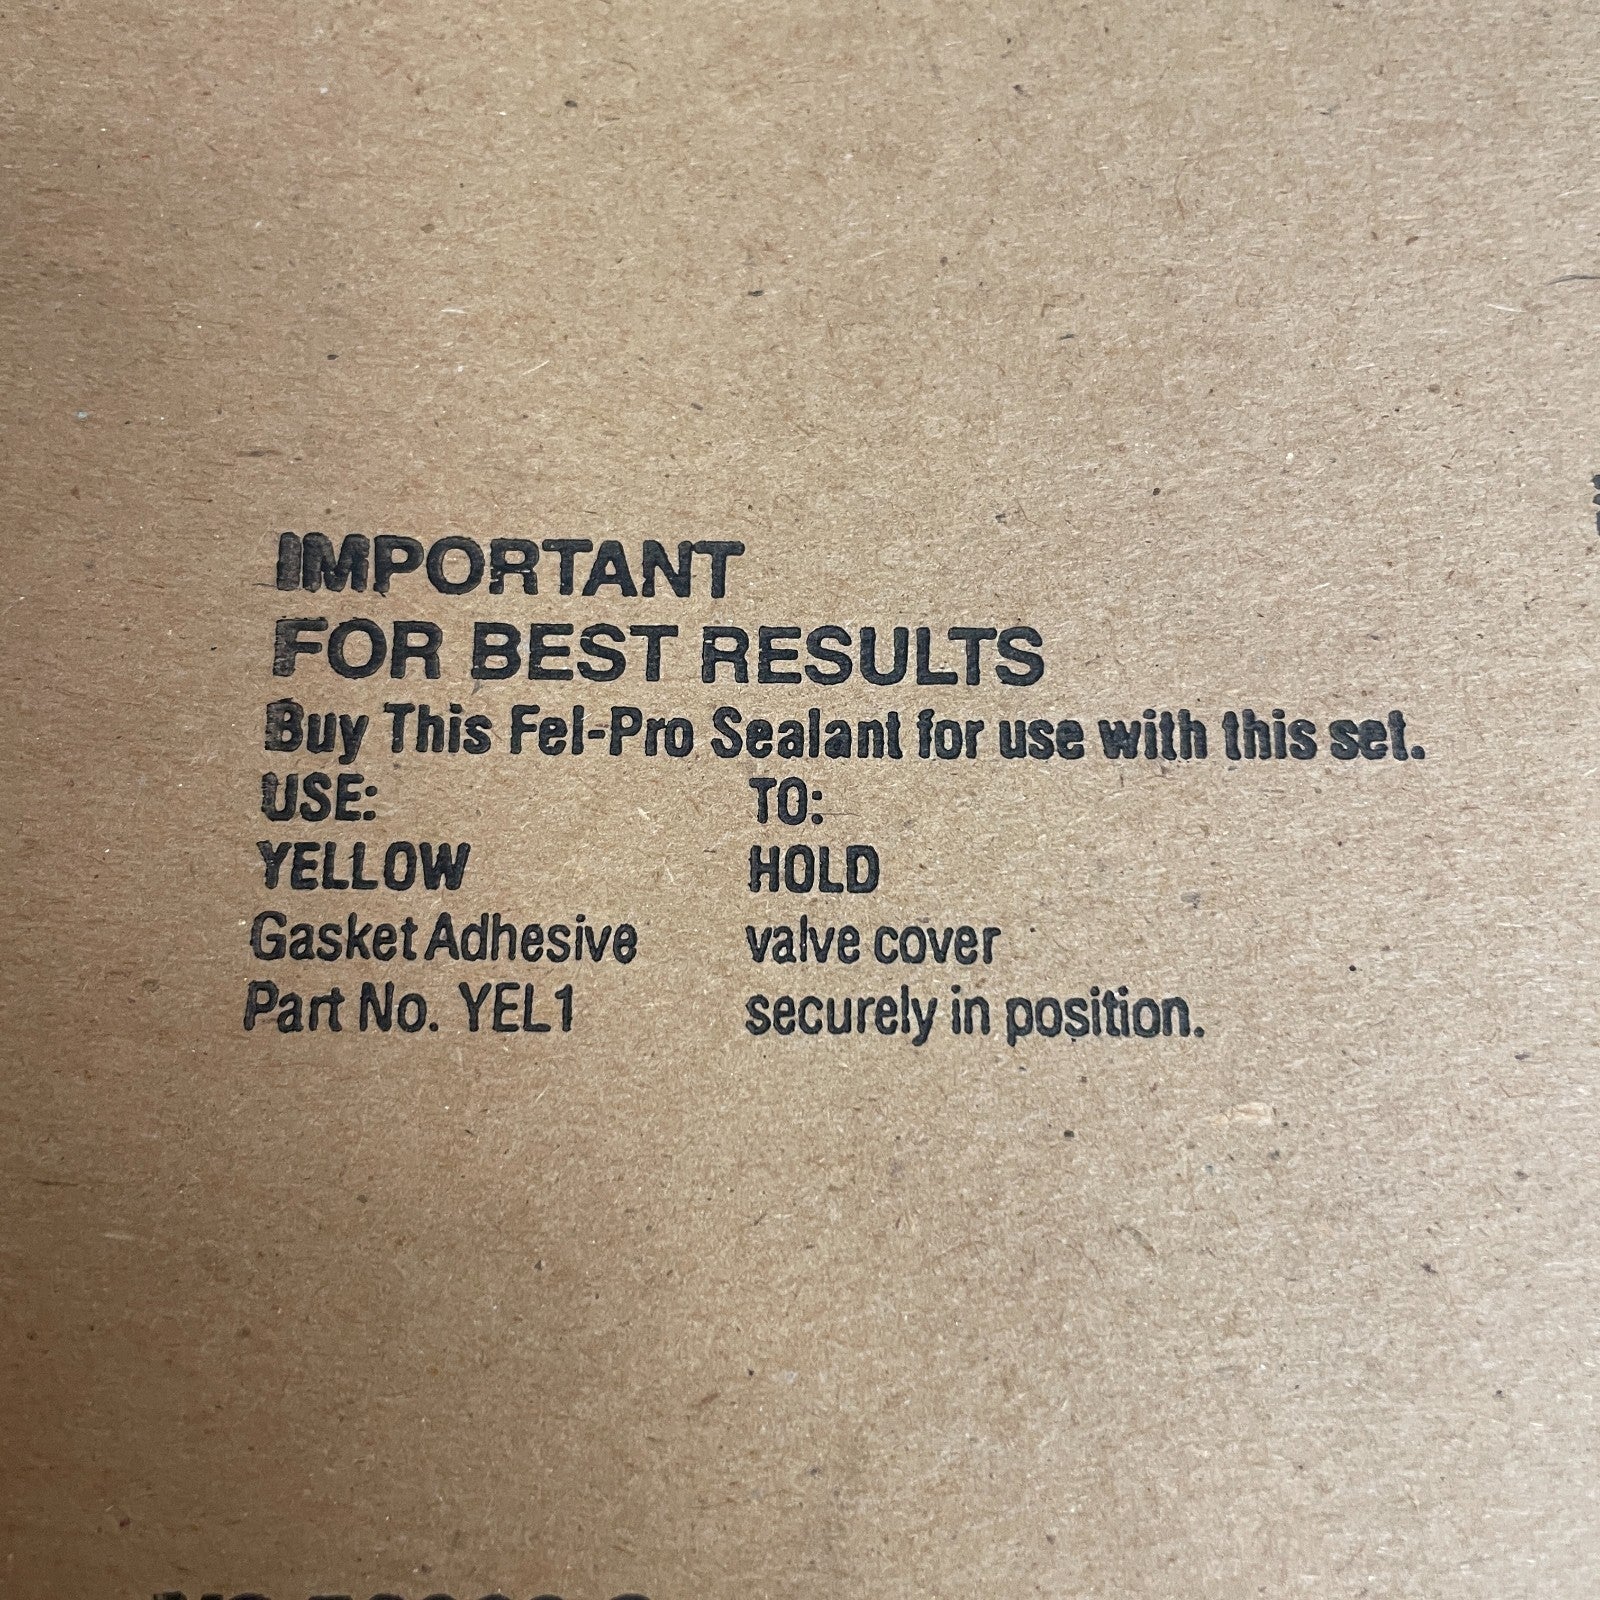 IMPORTANT
FOR BEST RESULTS
Buy This Fel-Pro Sealant for use with this set.
USE: TO:
YELLOW HOLD
Gasket Adhesive valve cover
Part No. YEL1 securely in position.